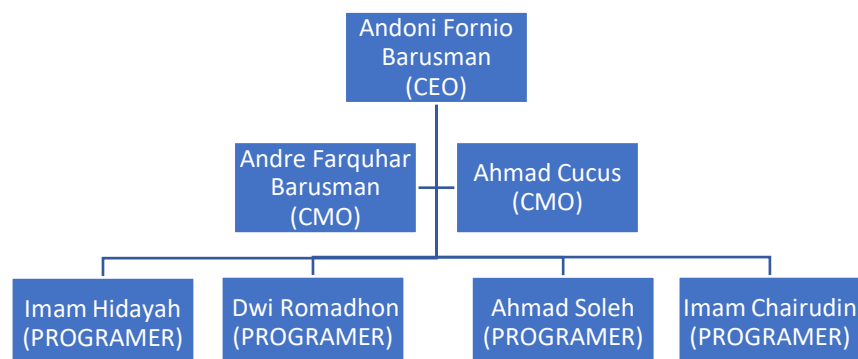 Andoni Fornio
Barusman
(CEO)
Andre Farquhar
Barusman
(CMO)
Ahmad Cucus
(CMO)
Imam Hidayah
(PROGRAMER)
Dwi Romadhon
(PROGRAMER)
Ahmad Soleh
(PROGRAMER)
Imam Chairudin
(PROGRAMER)